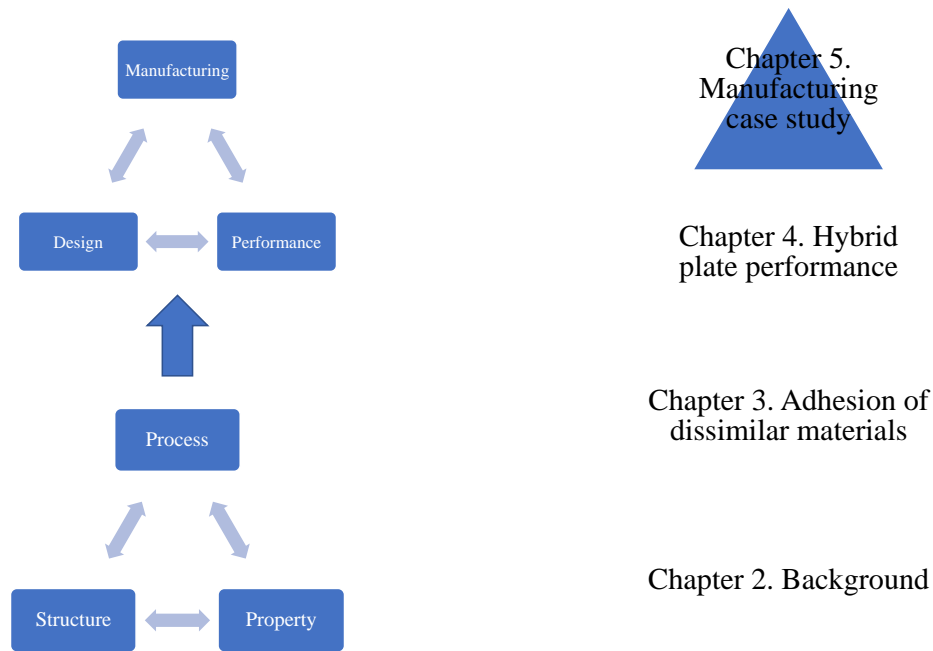 Manufacturing
Design
Performance
Process
Structure
Property
Chapter 5.
Manufacturing
case study
Chapter 4. Hybrid
plate performance
Chapter 3. Adhesion of
dissimilar materials
Chapter 2. Background